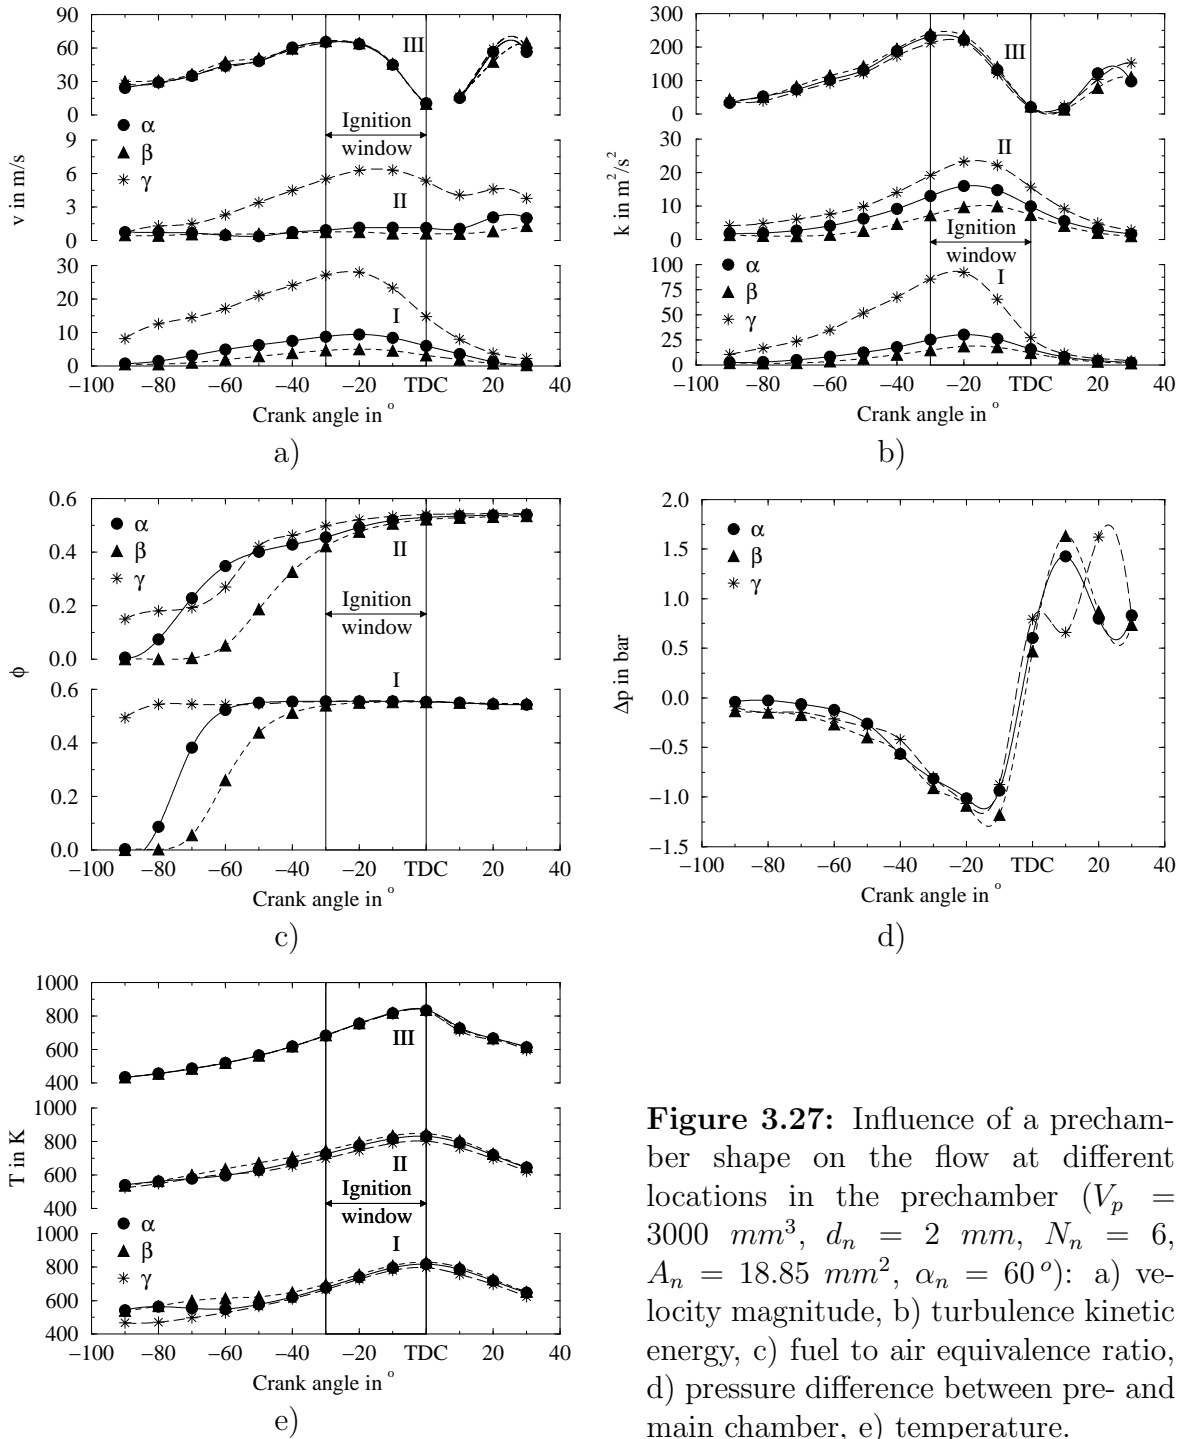 90
60
30
0
v in m/s
III
α
β
γ
Ignition
window
9
6
3
0
II
30
20
10
0
I
−100 −80 −60 −40 −20 TDC 20 40
Crank angle in °
a)
300
200
100
0
k in m²/s²
III
30
20
10
0
II
Ignition
window
α
β
γ
100
75
50
25
0
I
−100 −80 −60 −40 −20 TDC 20 40
Crank angle in °
b)
0.6
0.4
0.2
0.0
ϕ
α
β
γ
II
Ignition
window
0.6
0.4
0.2
0.0
I
−100 −80 −60 −40 −20 TDC 20 40
Crank angle in °
c)
2.0
1.5
1.0
0.5
0.0
−0.5
−1.0
−1.5
Δp in bar
α
β
γ
−100 −80 −60 −40 −20 TDC 20 40
Crank angle in °
d)
1000
800
600
400
T in K
III
1000
800
600
400
II
Ignition
window
α
β
γ
1000
800
600
400
I
−100 −80 −60 −40 −20 TDC 20 40
Crank angle in °
e)
Figure 3.27: Influence of a precham-
ber shape on the flow at different
locations in the prechamber (Vₚ =
3000 mm³, dₙ = 2 mm, Nₙ = 6,
Aₙ = 18.85 mm², αₙ = 60°): a) ve-
locity magnitude, b) turbulence kinetic
energy, c) fuel to air equivalence ratio,
d) pressure difference between pre- and
main chamber, e) temperature.